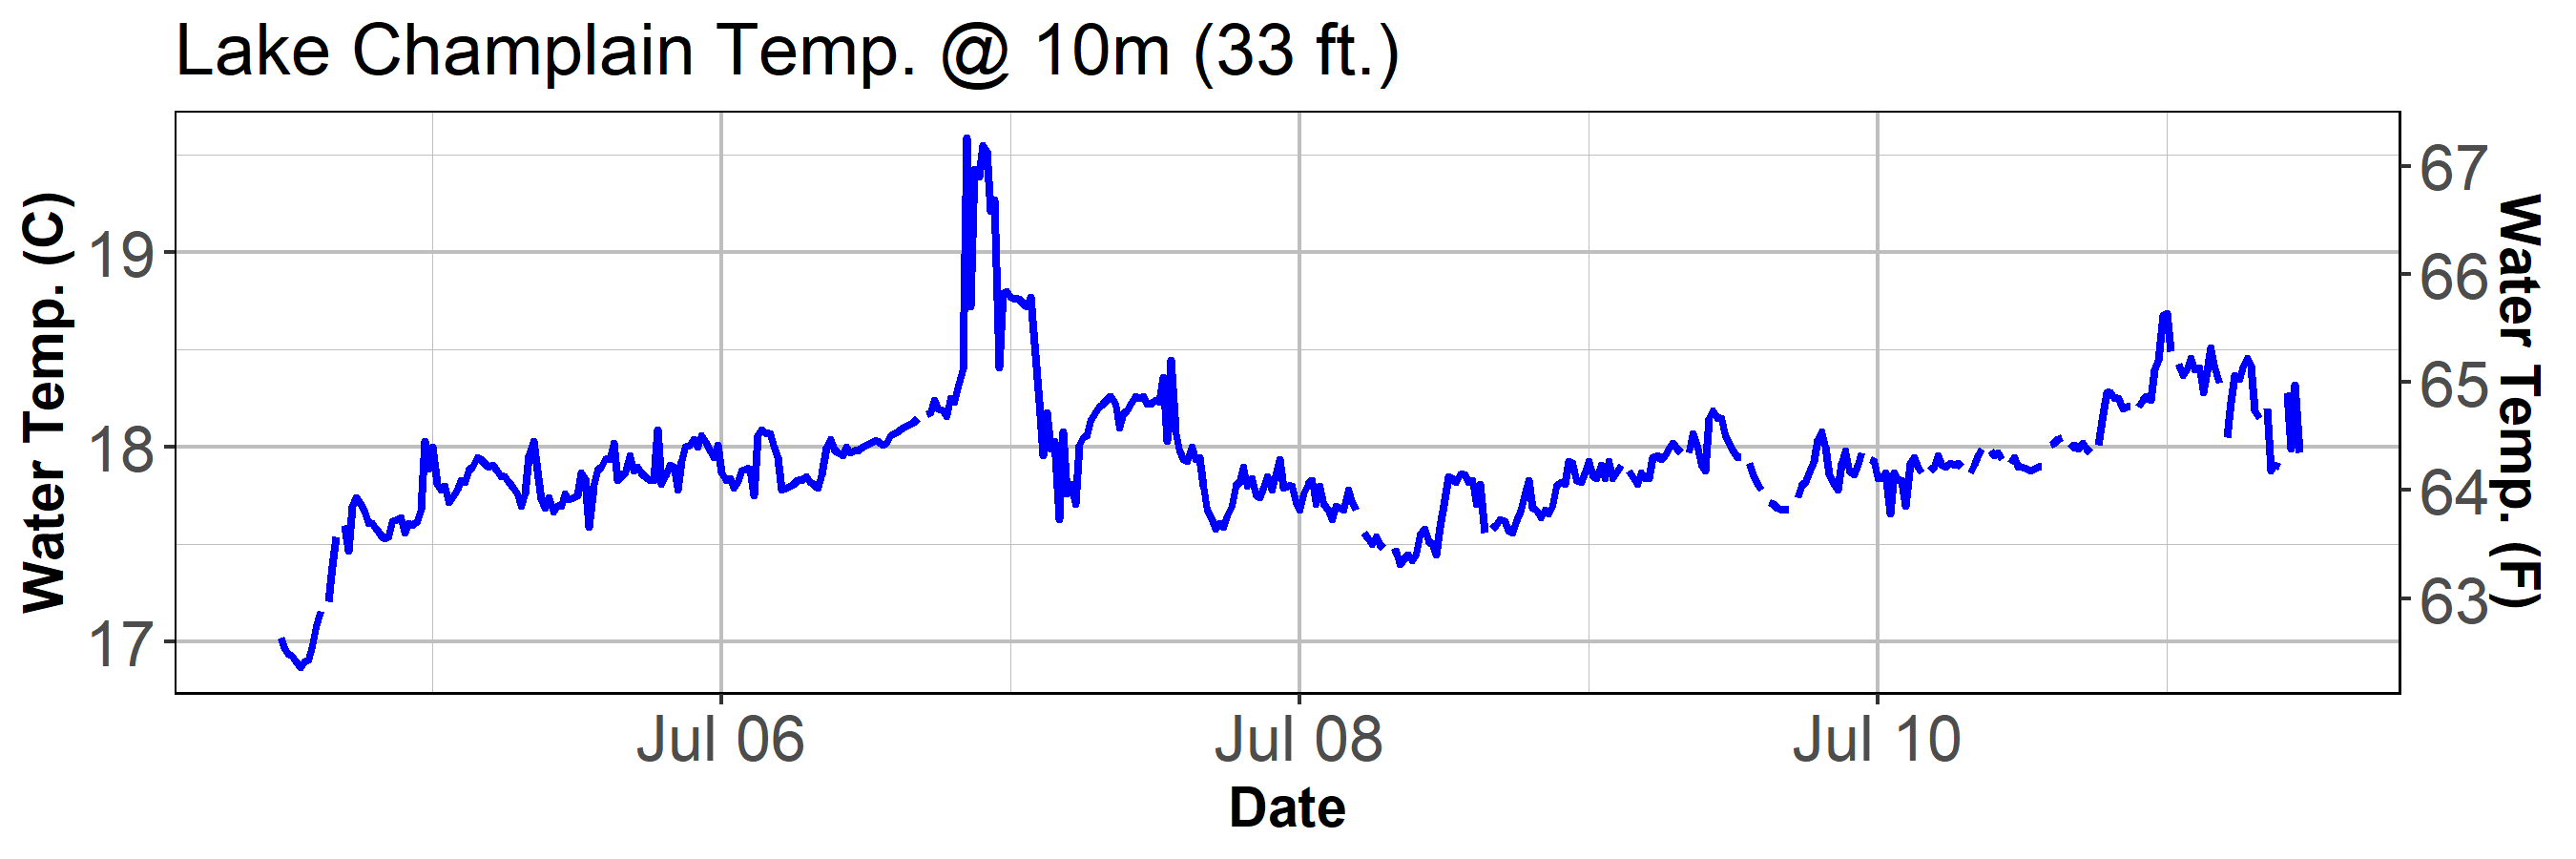 Lake Champlain Temp. @ 10m (33 ft.)
Water Temp. (C)
19
18
17
67
66
65
64
63
Water Temp. (F)
Jul 06 Jul 08 Jul 10
Date